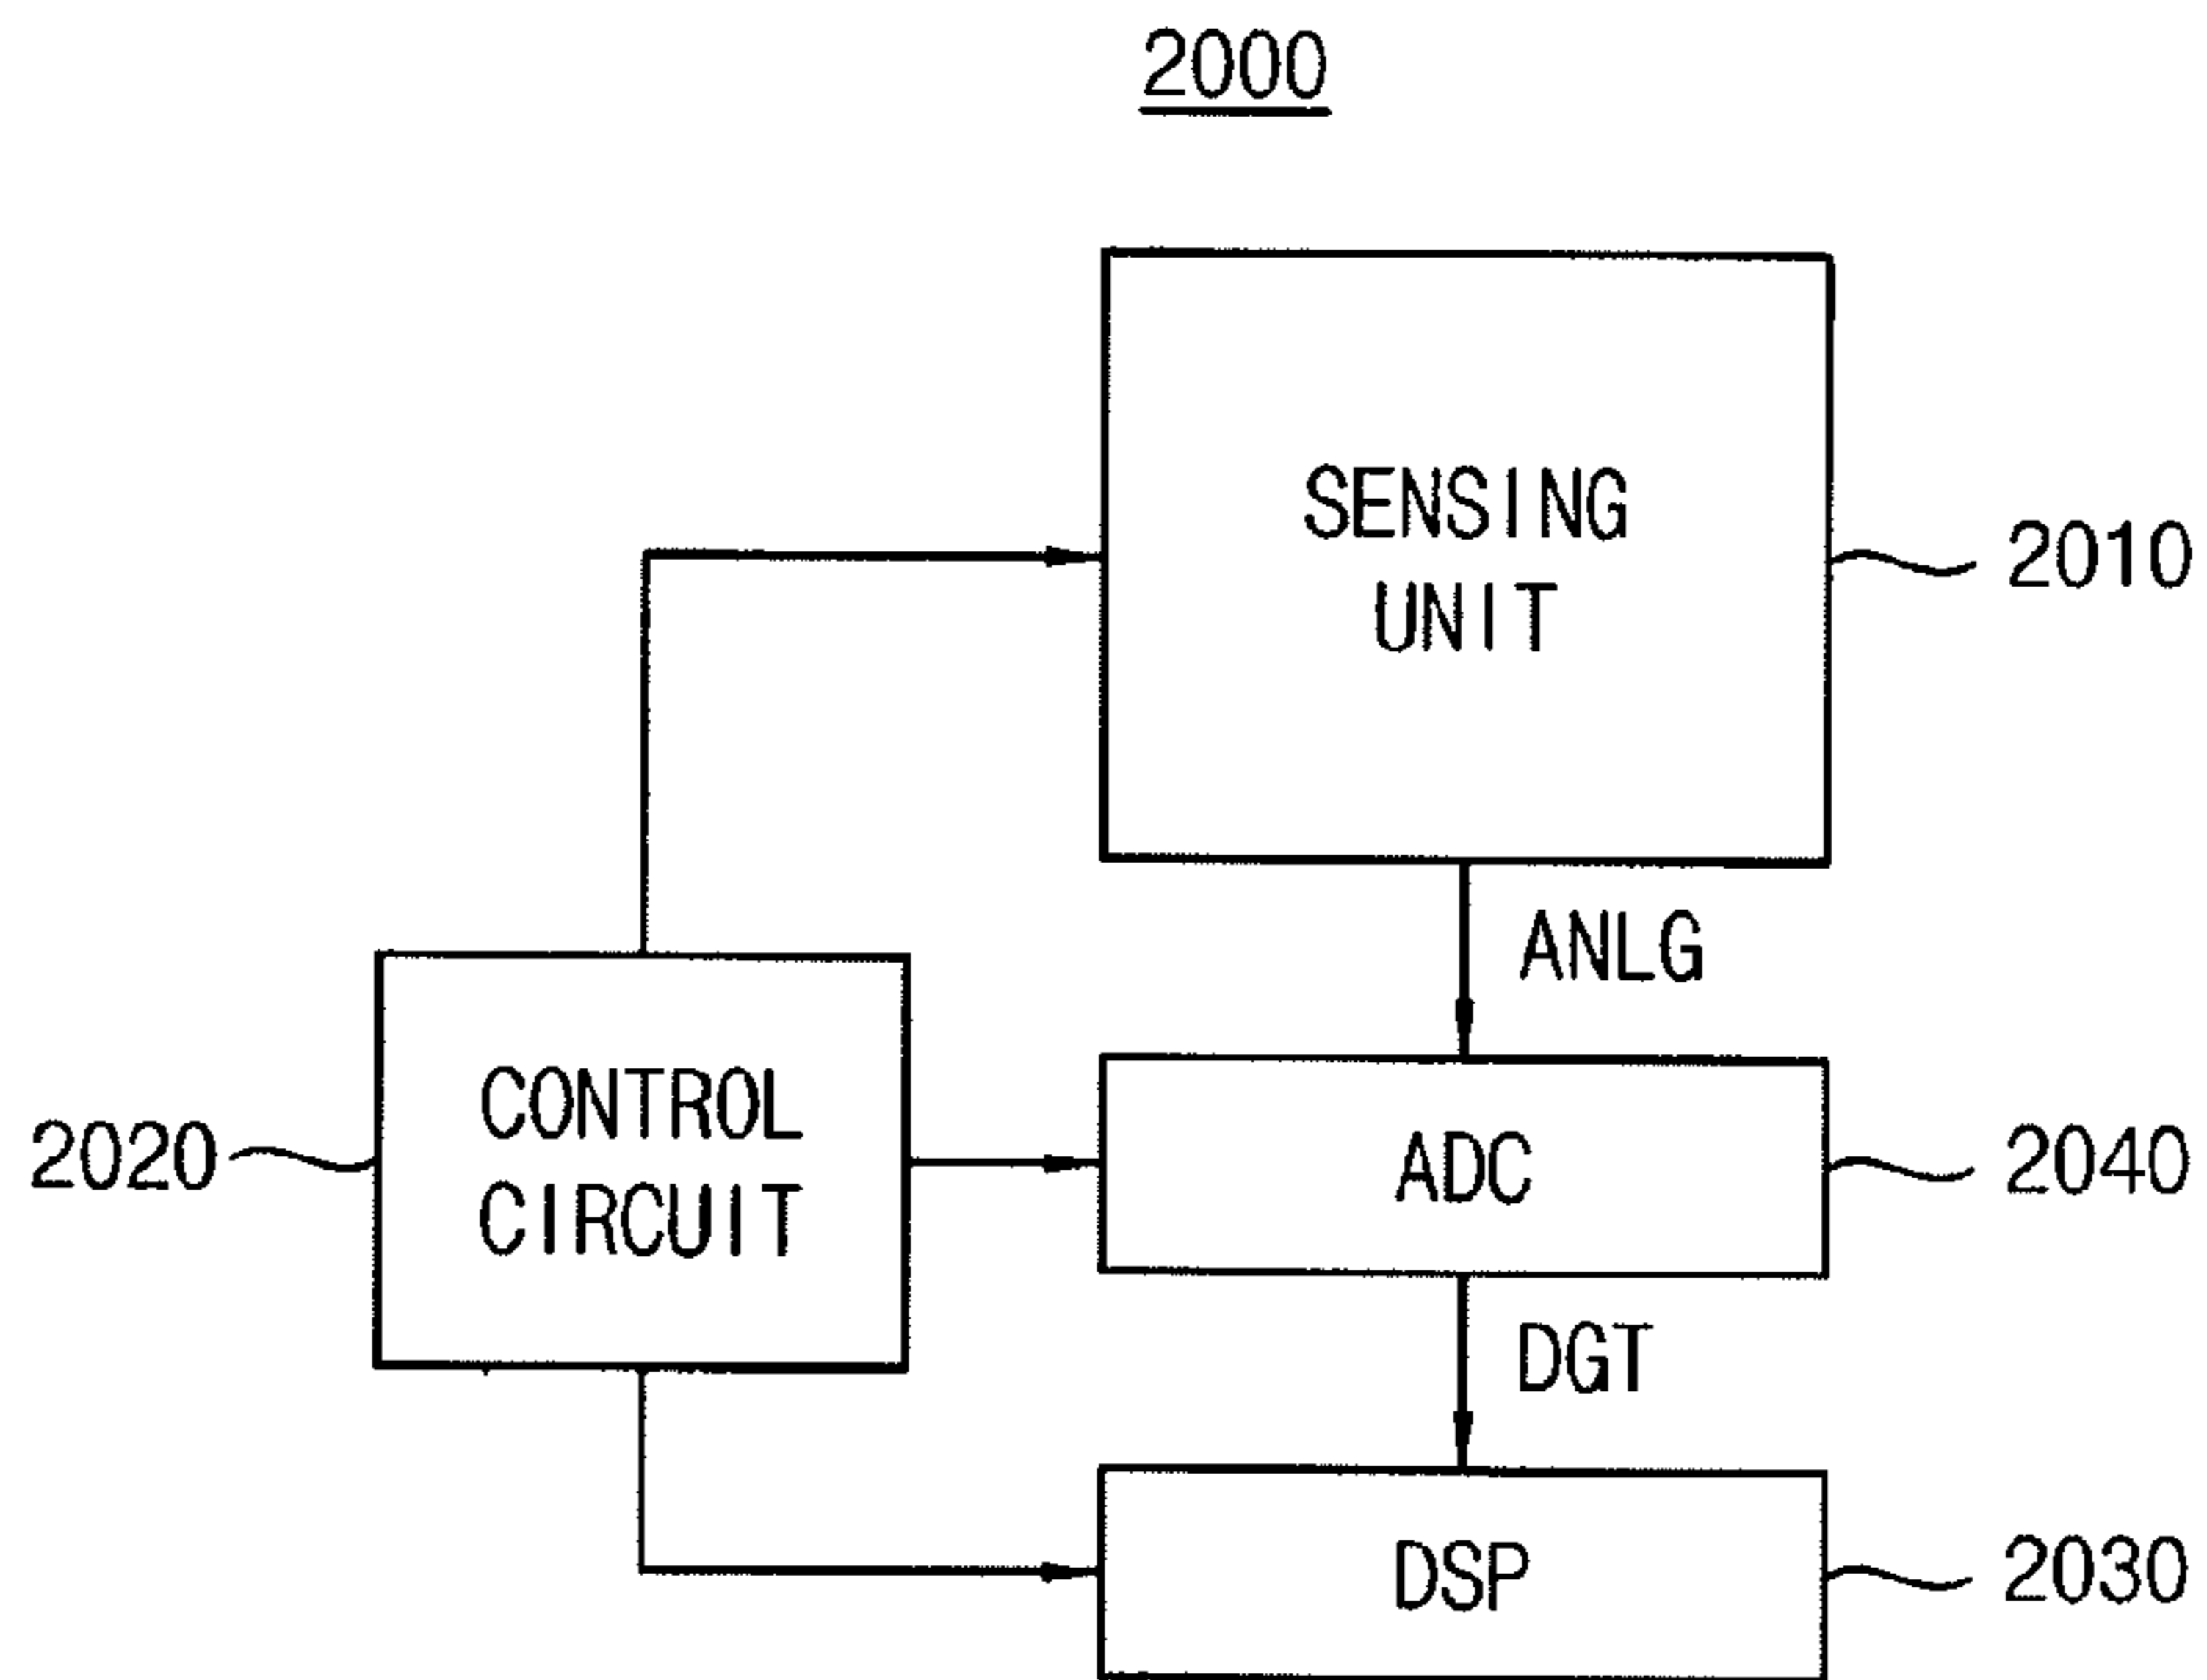 2000
SENSING
UNIT
2010
ANLG
CONTROL
CIRCUIT
2020
ADC
2040
DGT
DSP
2030